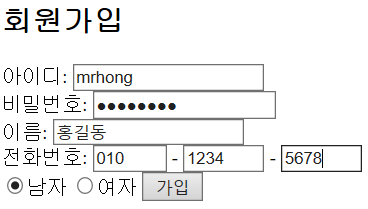 회원가입
아이디: mrhong
비밀번호: ●●●●●●●●
이름: 홍길동
전화번호: 010 - 1234 - 5678
남자 여자 가입